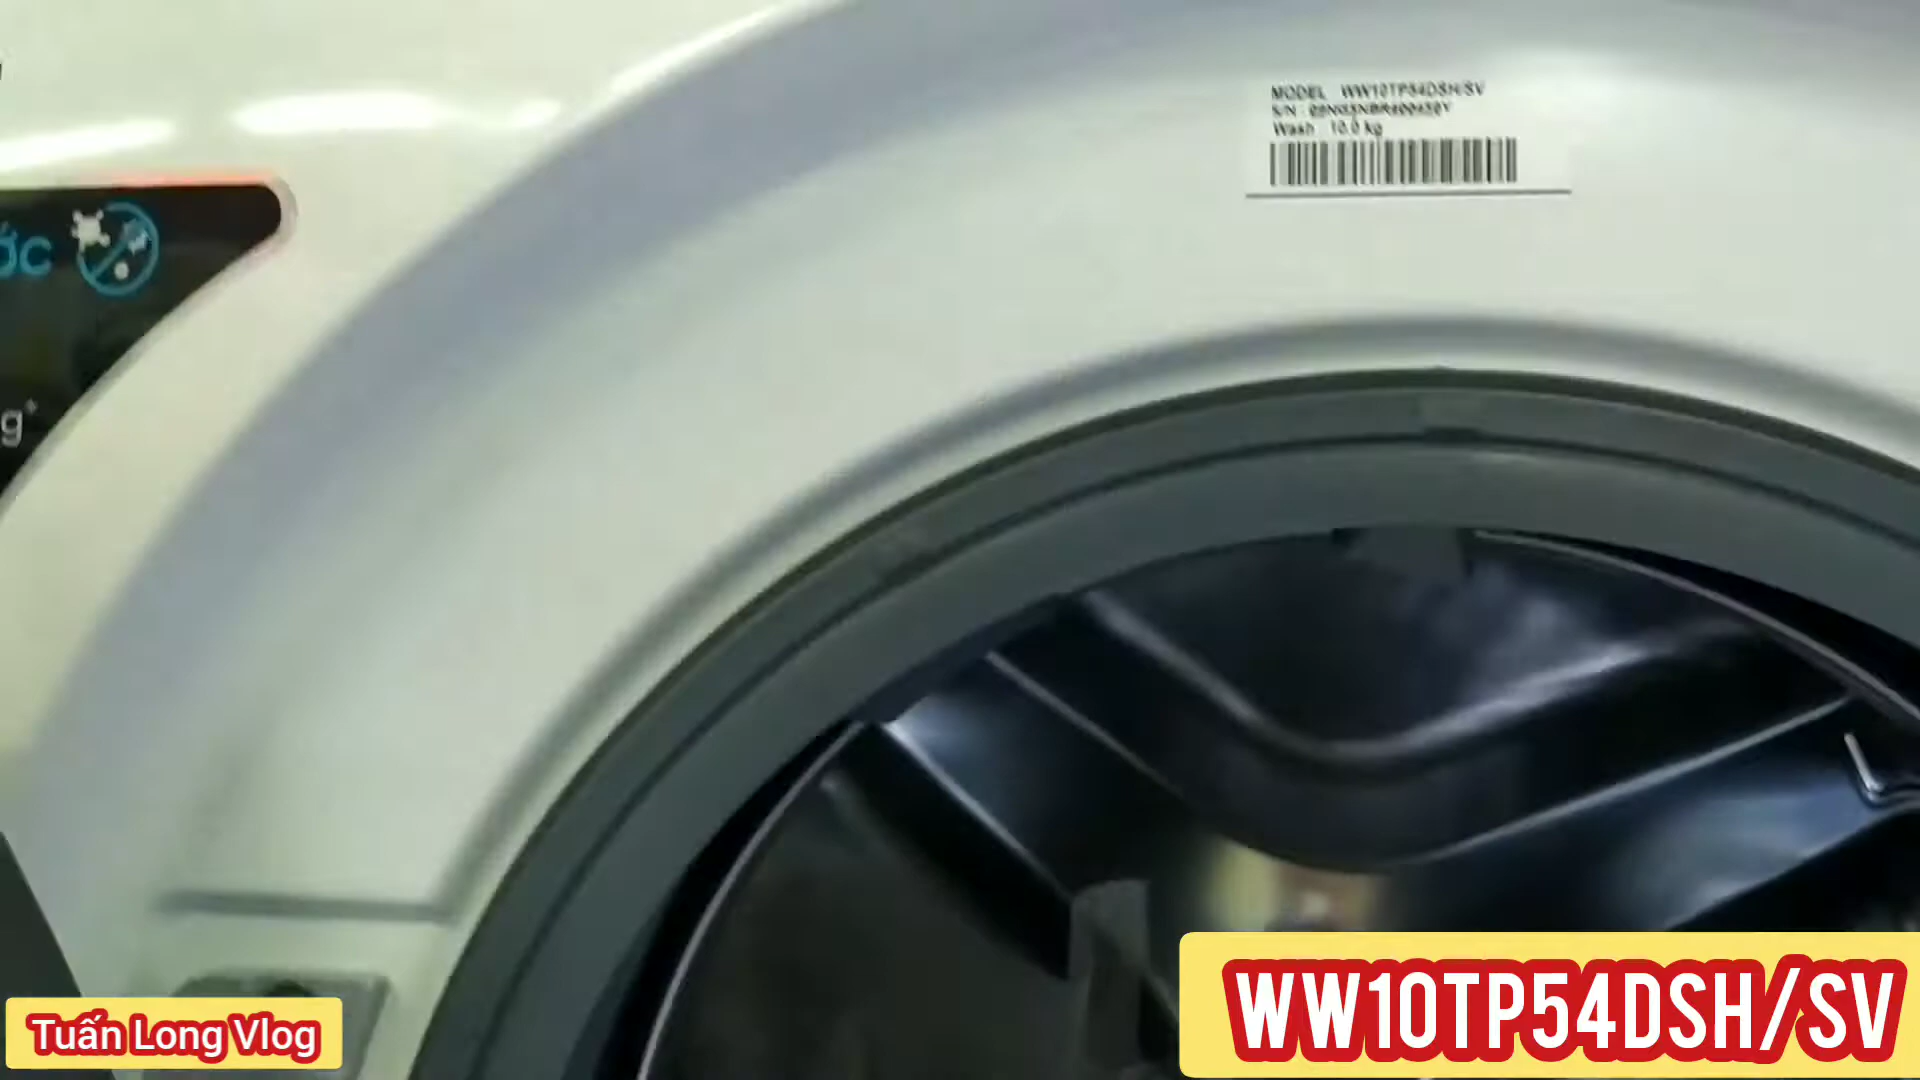 MODEL WW10TP54DSH/SV
Wash 10.0 kg
WW10TP54DSH/SV
Tuấn Long Vlog